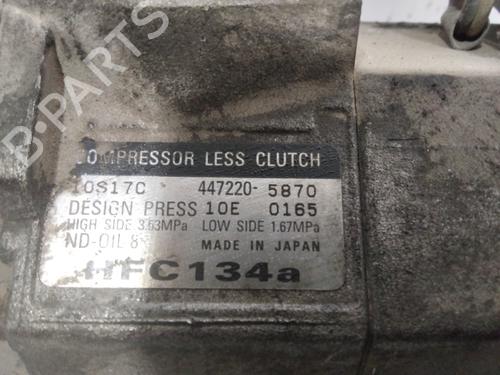 B-PARTS
COMPRESSOR LESS CLUTCH
10S17C 447220-5870
DESIGN PRESS 10E 0165
HIGH SIDE 3.53MPa LOW SIDE 1.67MPa
ND-OIL 8 MADE IN JAPAN
HFC134a